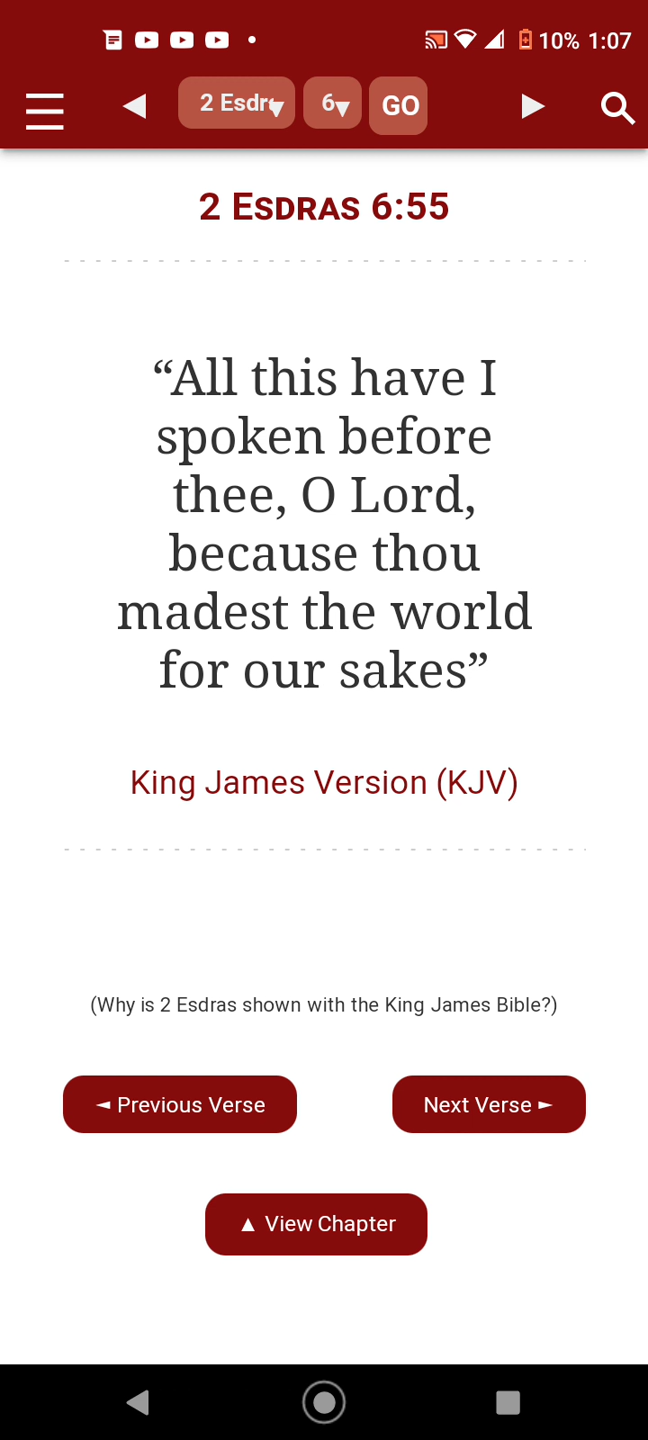 10% 1:07
2 Esdr
6
GO
2 Esdras 6:55
“All this have I
spoken before
thee, O Lord,
because thou
madest the world
for our sakes”
King James Version (KJV)
(Why is 2 Esdras shown with the King James Bible?)
◄ Previous Verse
Next Verse ►
▲ View Chapter